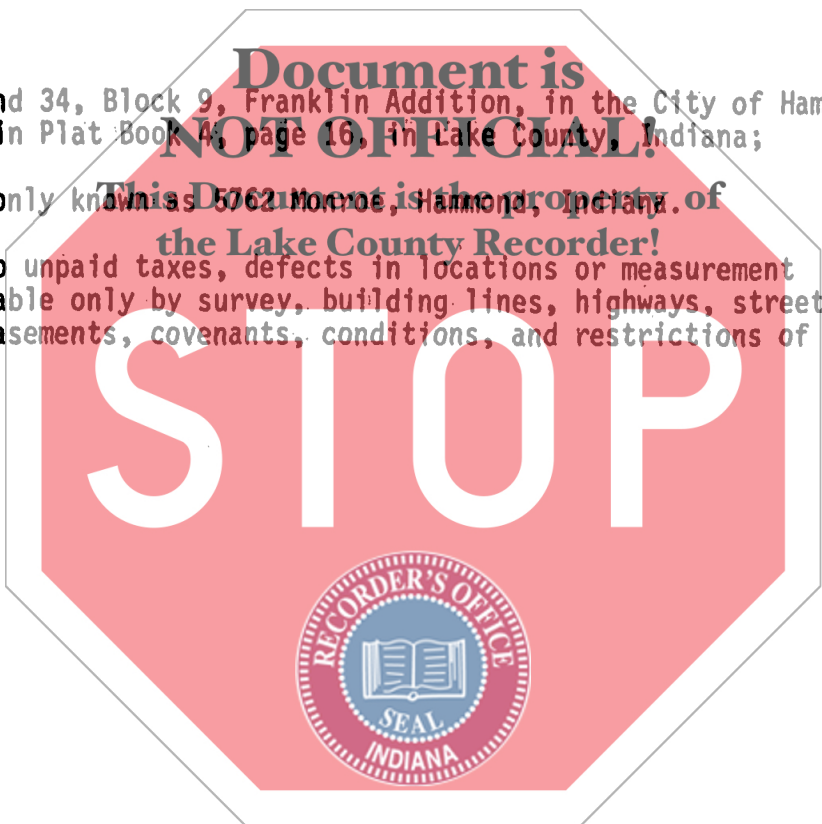 Document is
nd 34, Block 9, Franklin Addition, in the City of Ham
in Plat Book 4, page 16, in Lake County, Indiana;
NOT OFFICIAL!
only known as 5762 Monroe, Hammond, Indiana.
This Document is the property of
the Lake County Recorder!
o unpaid taxes, defects in locations or measurement
able only by survey, building lines, highways, street
asements, covenants, conditions, and restrictions of
STOP
RECORDER'S OFFICE
SEAL
INDIANA